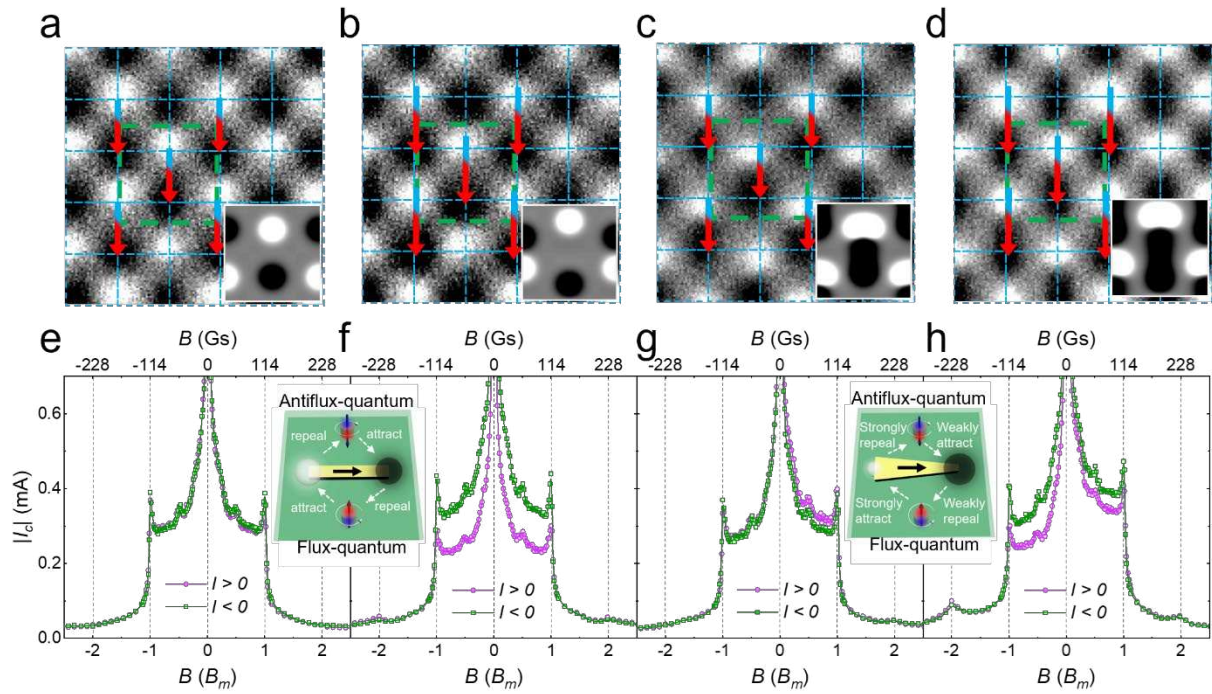 a b c d
e B (Gs) f B (Gs) g B (Gs) h B (Gs)
-228 -114 0 114 228 -228 -114 0 114 228 -228 -114 0 114 228 -228 -114 0 114 228
Antiflux-quantum
repeal attract
attract repeal
Flux-quantum
Antiflux-quantum
Strongly repeal Weakly attract
Strongly attract Weakly repeal
Flux-quantum
|Ic| (mA)
0.6
0.4
0.2
0.0
I > 0 I > 0 I > 0 I > 0
I < 0 I < 0 I < 0 I < 0
-2 -1 0 1 2 -2 -1 0 1 2 -2 -1 0 1 2 -2 -1 0 1 2
B (Bm) B (Bm) B (Bm) B (Bm)